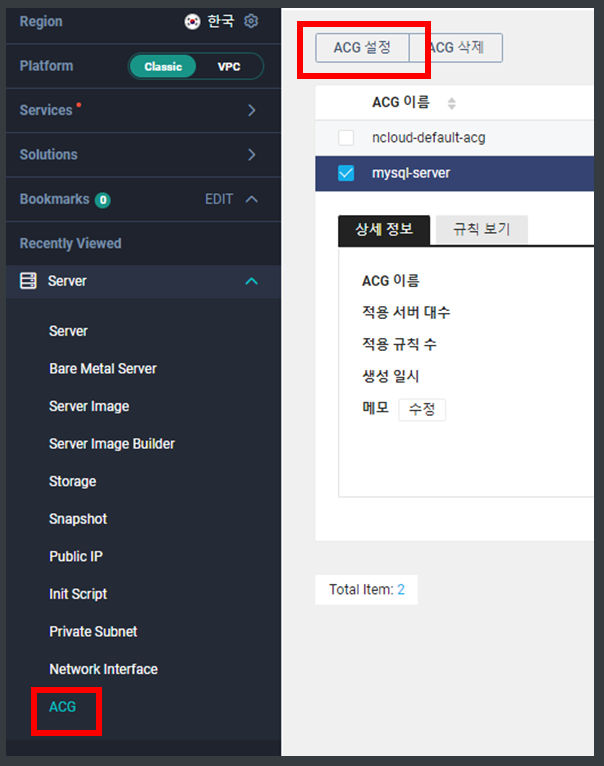 Region 한국
Platform Classic VPC
Services
Solutions
Bookmarks 0 EDIT
Recently Viewed
Server
Server
Bare Metal Server
Server Image
Server Image Builder
Storage
Snapshot
Public IP
Init Script
Private Subnet
Network Interface
ACG
ACG 설정 ACG 삭제
ACG 이름
ncloud-default-acg
mysql-server
상세 정보 규칙 보기
ACG 이름
적용 서버 대수
적용 규칙 수
생성 일시
메모 수정
Total Item: 2